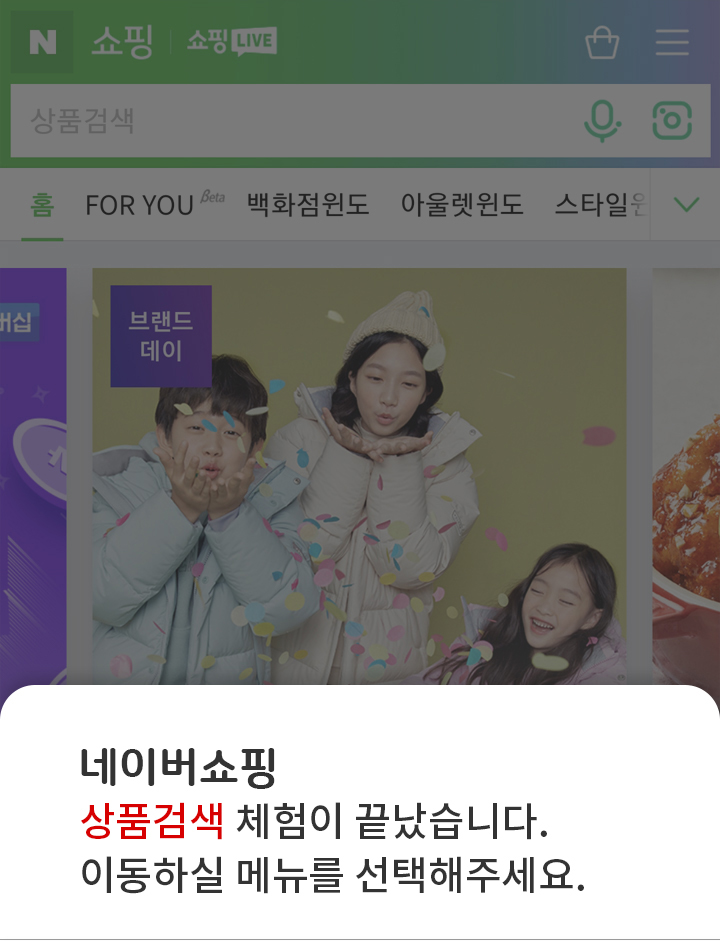 N 쇼핑 쇼핑LIVE
상품검색
홈 FOR YOU Beta 백화점윈도 아울렛윈도 스타일윈
버십
브랜드
데이
네이버쇼핑
상품검색 체험이 끝났습니다.
이동하실 메뉴를 선택해주세요.